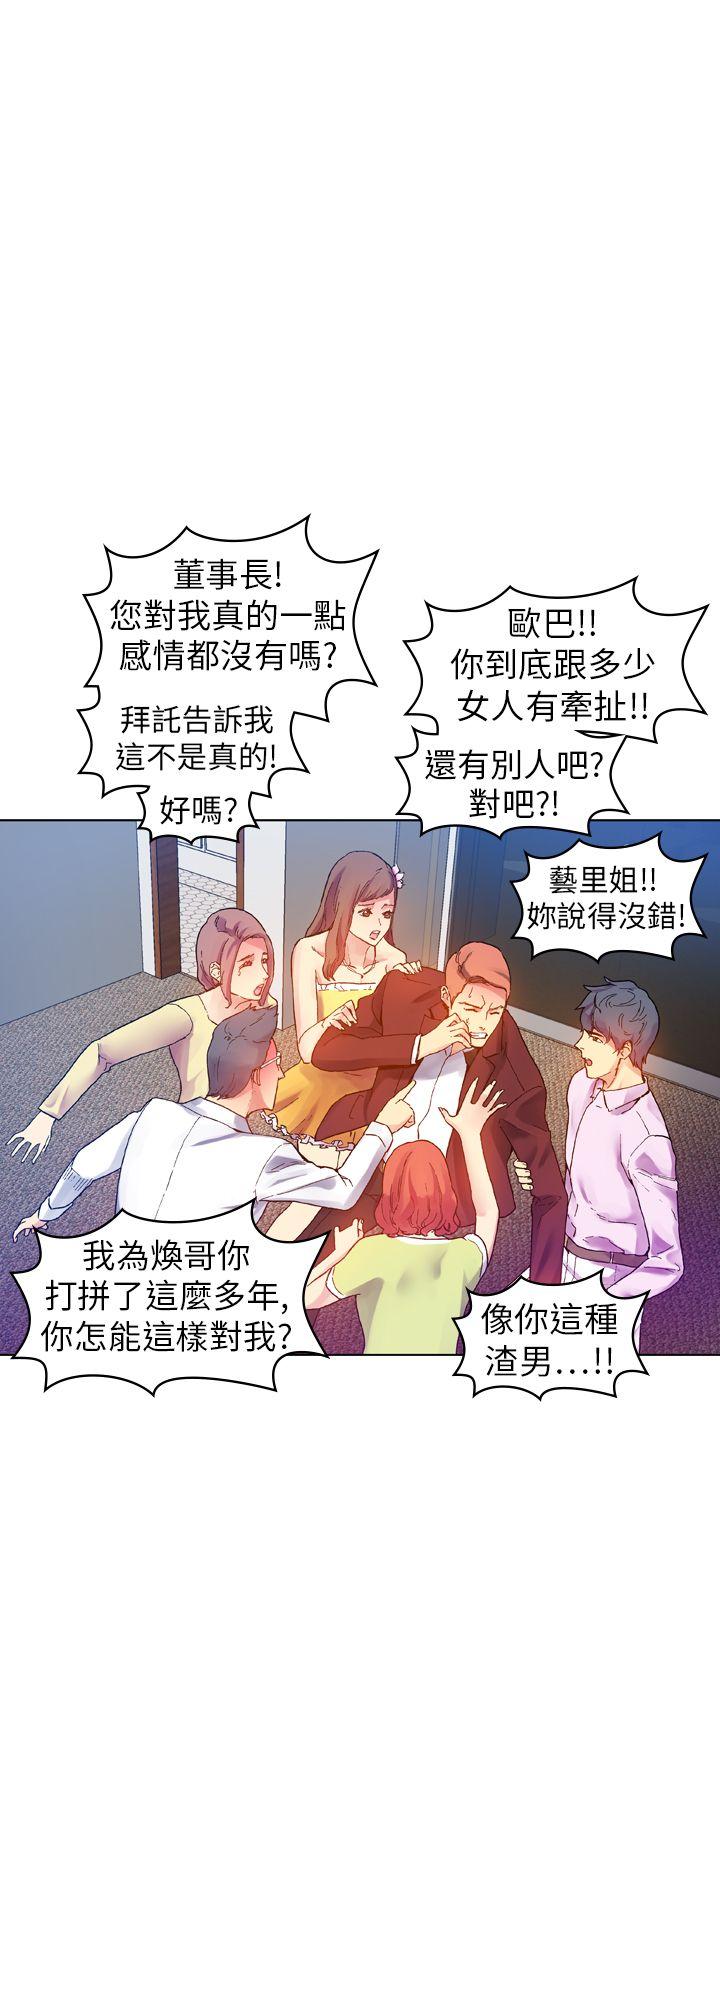 董事長!
您對我真的一點
感情都沒有嗎?
拜託告訴我
這不是真的!
好嗎?
歐巴!!
你到底跟多少
女人有牽扯!!
還有別人吧?
對吧?!
藝里姐!!
妳說得沒錯!
我為煥哥你
打拼了這麼多年,
你怎能這樣對我?
像你這種
渣男...!!